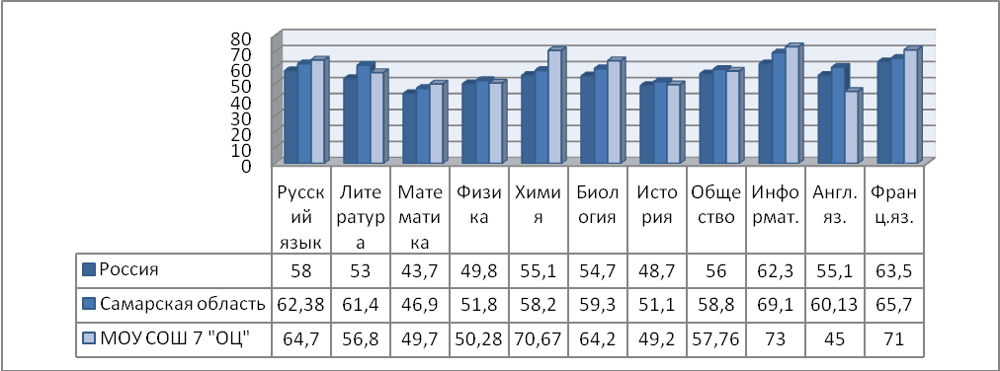 80
70
60
50
40
30
20
10
0
Русск Лите Мате Физи Хими Биол Исто Обще Инфо Англ. Фран
ий ратур мати ка я огия рия ство рмат. яз. ц.яз.
язык а ка
Россия 58 53 43,7 49,8 55,1 54,7 48,7 56 62,3 55,1 63,5
Самарская область 62,38 61,4 46,9 51,8 58,2 59,3 51,1 58,8 69,1 60,13 65,7
МОУ СОШ 7 "ОЦ" 64,7 56,8 49,7 50,28 70,67 64,2 49,2 57,76 73 45 71